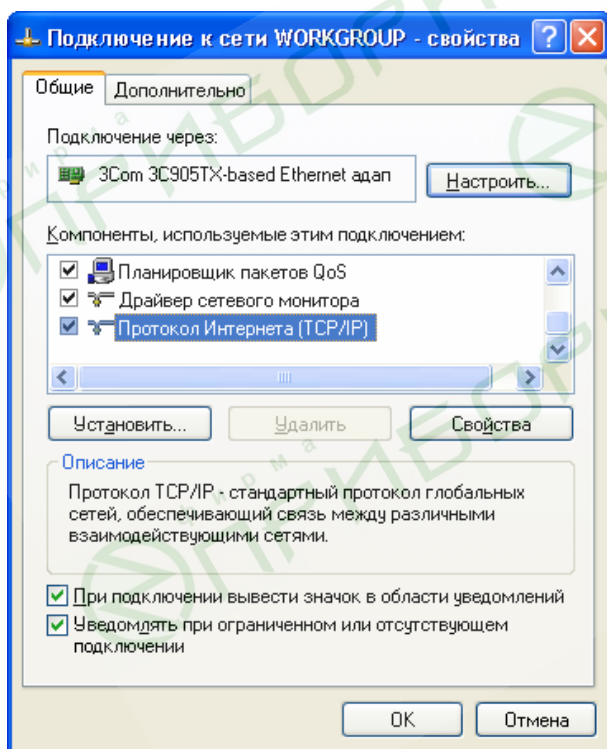 Подключение к сети WORKGROUP - свойства
Общие
Дополнительно
Подключение через:
3Com 3C905TX-based Ethernet адап
Настроить...
Компоненты, используемые этим подключением:
Планировщик пакетов QoS
Драйвер сетевого монитора
Протокол Интернета (TCP/IP)
Установить...
Удалить
Свойства
Описание
Протокол TCP/IP - стандартный протокол глобальных
сетей, обеспечивающий связь между различными
взаимодействующими сетями.
При подключении вывести значок в области уведомлений
Уведомлять при ограниченном или отсутствующем
подключении
OK
Отмена
фирма
ПРИБОР